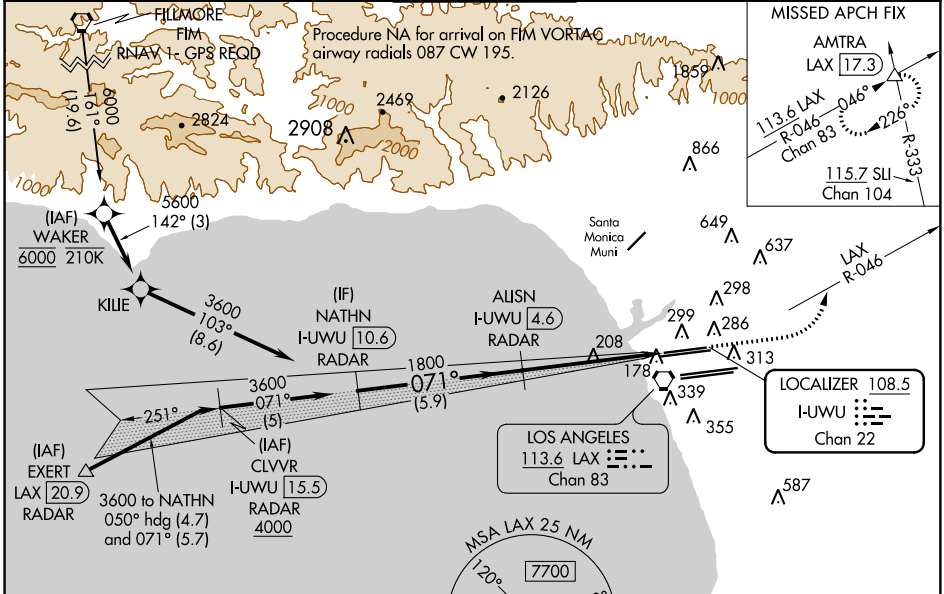 FILLMORE
FIM
RNAV 1- GPS REQD
Procedure NA for arrival on FIM VORTAC
airway radials 087 CW 195.
MISSED APCH FIX
AMTRA
LAX 17.3
113.6 LAX
R-046
046°
Chan 83
226°
R-333
115.7 SLI
Chan 104
6000
161°
(19.6)
1000
2469
2126
1859
1000
2824
2908
2000
1000
866
(IAF)
WAKER
6000 210K
5600
142° (3)
Santa
Monica
Muni
649
637
LAX
R-046
KILIE
3600
103°
(8.6)
(IF)
NATHN
I-UWU 10.6
RADAR
ALISN
I-UWU 4.6
RADAR
298
299
286
208
178
313
1800
071°
(5.9)
3600
071°
(5)
251°
339
355
LOCALIZER 108.5
I-UWU
Chan 22
(IAF)
EXERT
LAX 20.9
RADAR
(IAF)
CLVVR
I-UWU 15.5
RADAR
4000
3600 to NATHN
050° hdg (4.7)
and 071° (5.7)
LOS ANGELES
113.6 LAX
Chan 83
587
MSA LAX 25 NM
120°
7700